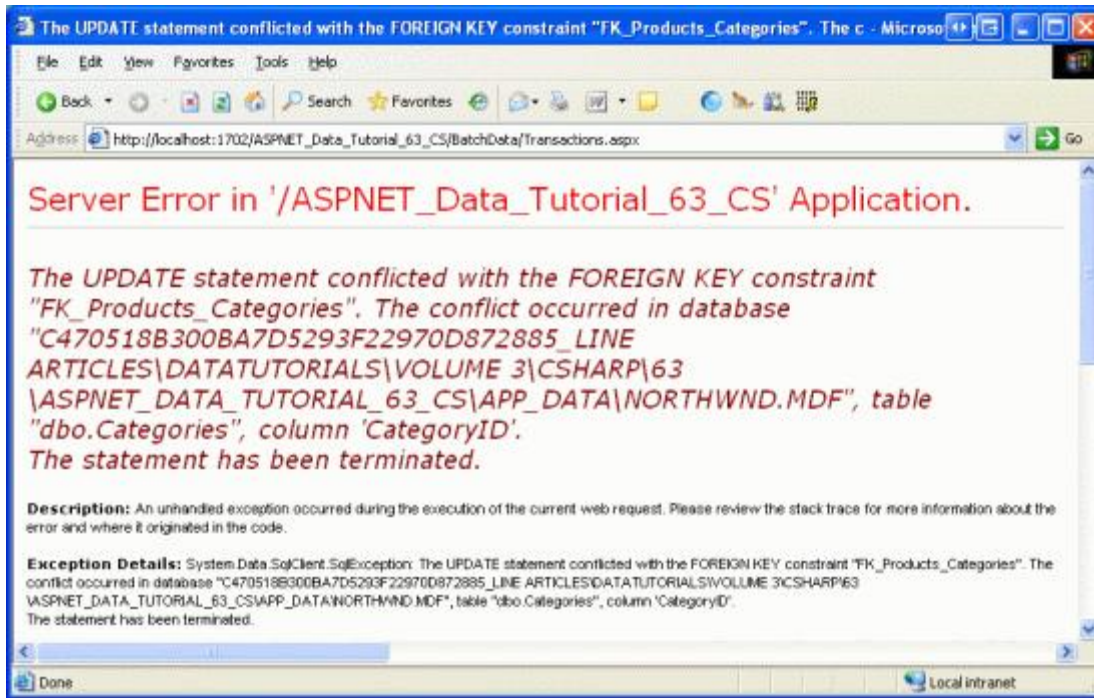 The UPDATE statement conflicted with the FOREIGN KEY constraint "FK_Products_Categories". The c - Microso
File Edit View Favorites Tools Help
Back Search Favorites
Address http://localhost:1702/ASPNET_Data_Tutorial_63_CS/BatchData/Transactions.aspx Go
Server Error in '/ASPNET_Data_Tutorial_63_CS' Application.
The UPDATE statement conflicted with the FOREIGN KEY constraint
"FK_Products_Categories". The conflict occurred in database
"C470518B300BA7D5293F22970D872885_LINE
ARTICLES\DATATUTORIALS\VOLUME 3\CSHARP\63
\ASPNET_DATA_TUTORIAL_63_CS\APP_DATA\NORTHWND.MDF", table
"dbo.Categories", column 'CategoryID'.
The statement has been terminated.
Description: An unhandled exception occurred during the execution of the current web request. Please review the stack trace for more information about the
error and where it originated in the code.
Exception Details: System.Data.SqlClient.SqlException: The UPDATE statement conflicted with the FOREIGN KEY constraint "FK_Products_Categories". The
conflict occurred in database "C470518B300BA7D5293F22970D872885_LINE ARTICLES\DATATUTORIALS\VOLUME 3\CSHARP\63
\ASPNET_DATA_TUTORIAL_63_CS\APP_DATA\NORTHWND.MDF", table "dbo.Categories", column 'CategoryID'.
The statement has been terminated.
Done Local intranet